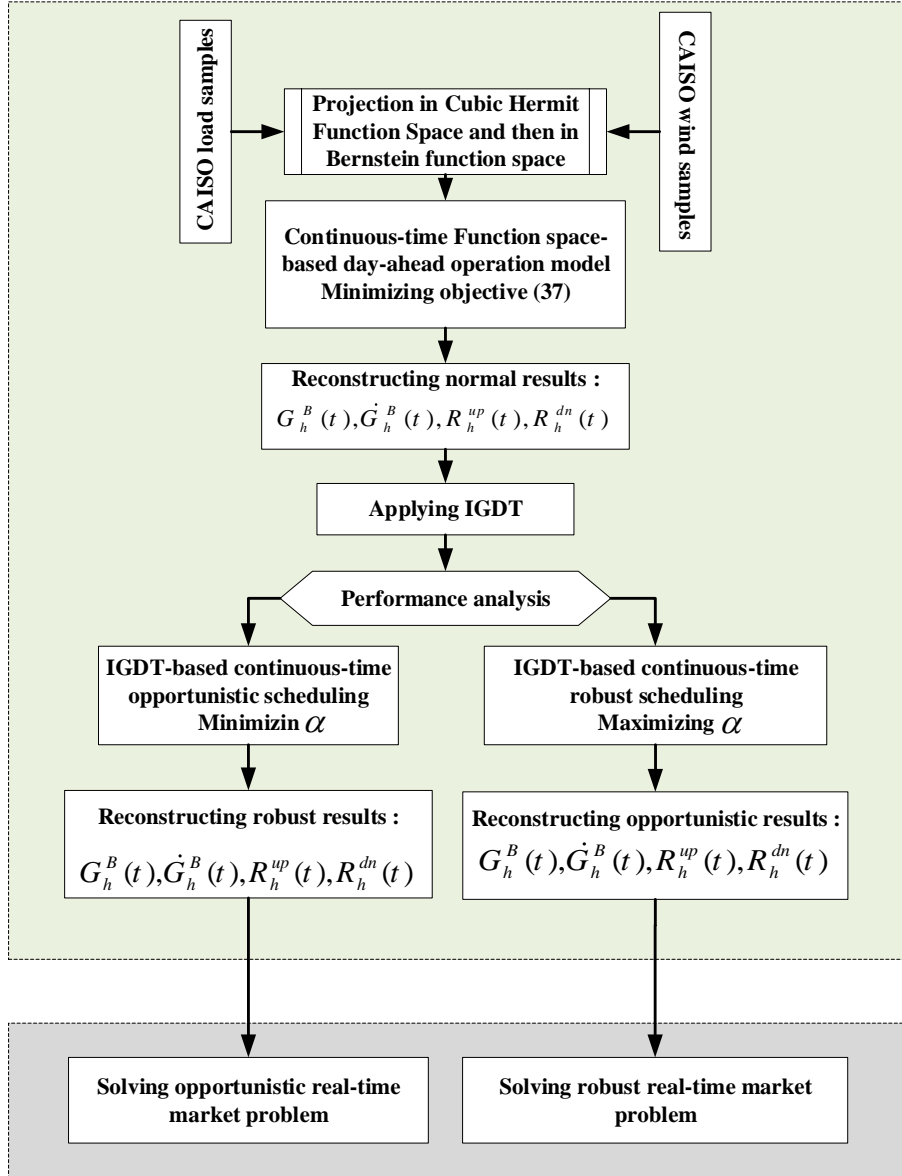 CAISO load samples
CAISO wind samples
Projection in Cubic Hermit
Function Space and then in
Bernstein function space
Continuous-time Function space-
based day-ahead operation model
Minimizing objective (37)
Reconstructing normal results :
G_h^B(t),Ġ_h^B(t),R_h^{up}(t),R_h^{dn}(t)
Applying IGDT
Performance analysis
IGDT-based continuous-time
opportunistic scheduling
Minimizin α
IGDT-based continuous-time
robust scheduling
Maximizing α
Reconstructing robust results :
G_h^B(t),Ġ_h^B(t),R_h^{up}(t),R_h^{dn}(t)
Reconstructing opportunistic results :
G_h^B(t),Ġ_h^B(t),R_h^{up}(t),R_h^{dn}(t)
Solving opportunistic real-time
market problem
Solving robust real-time market
problem